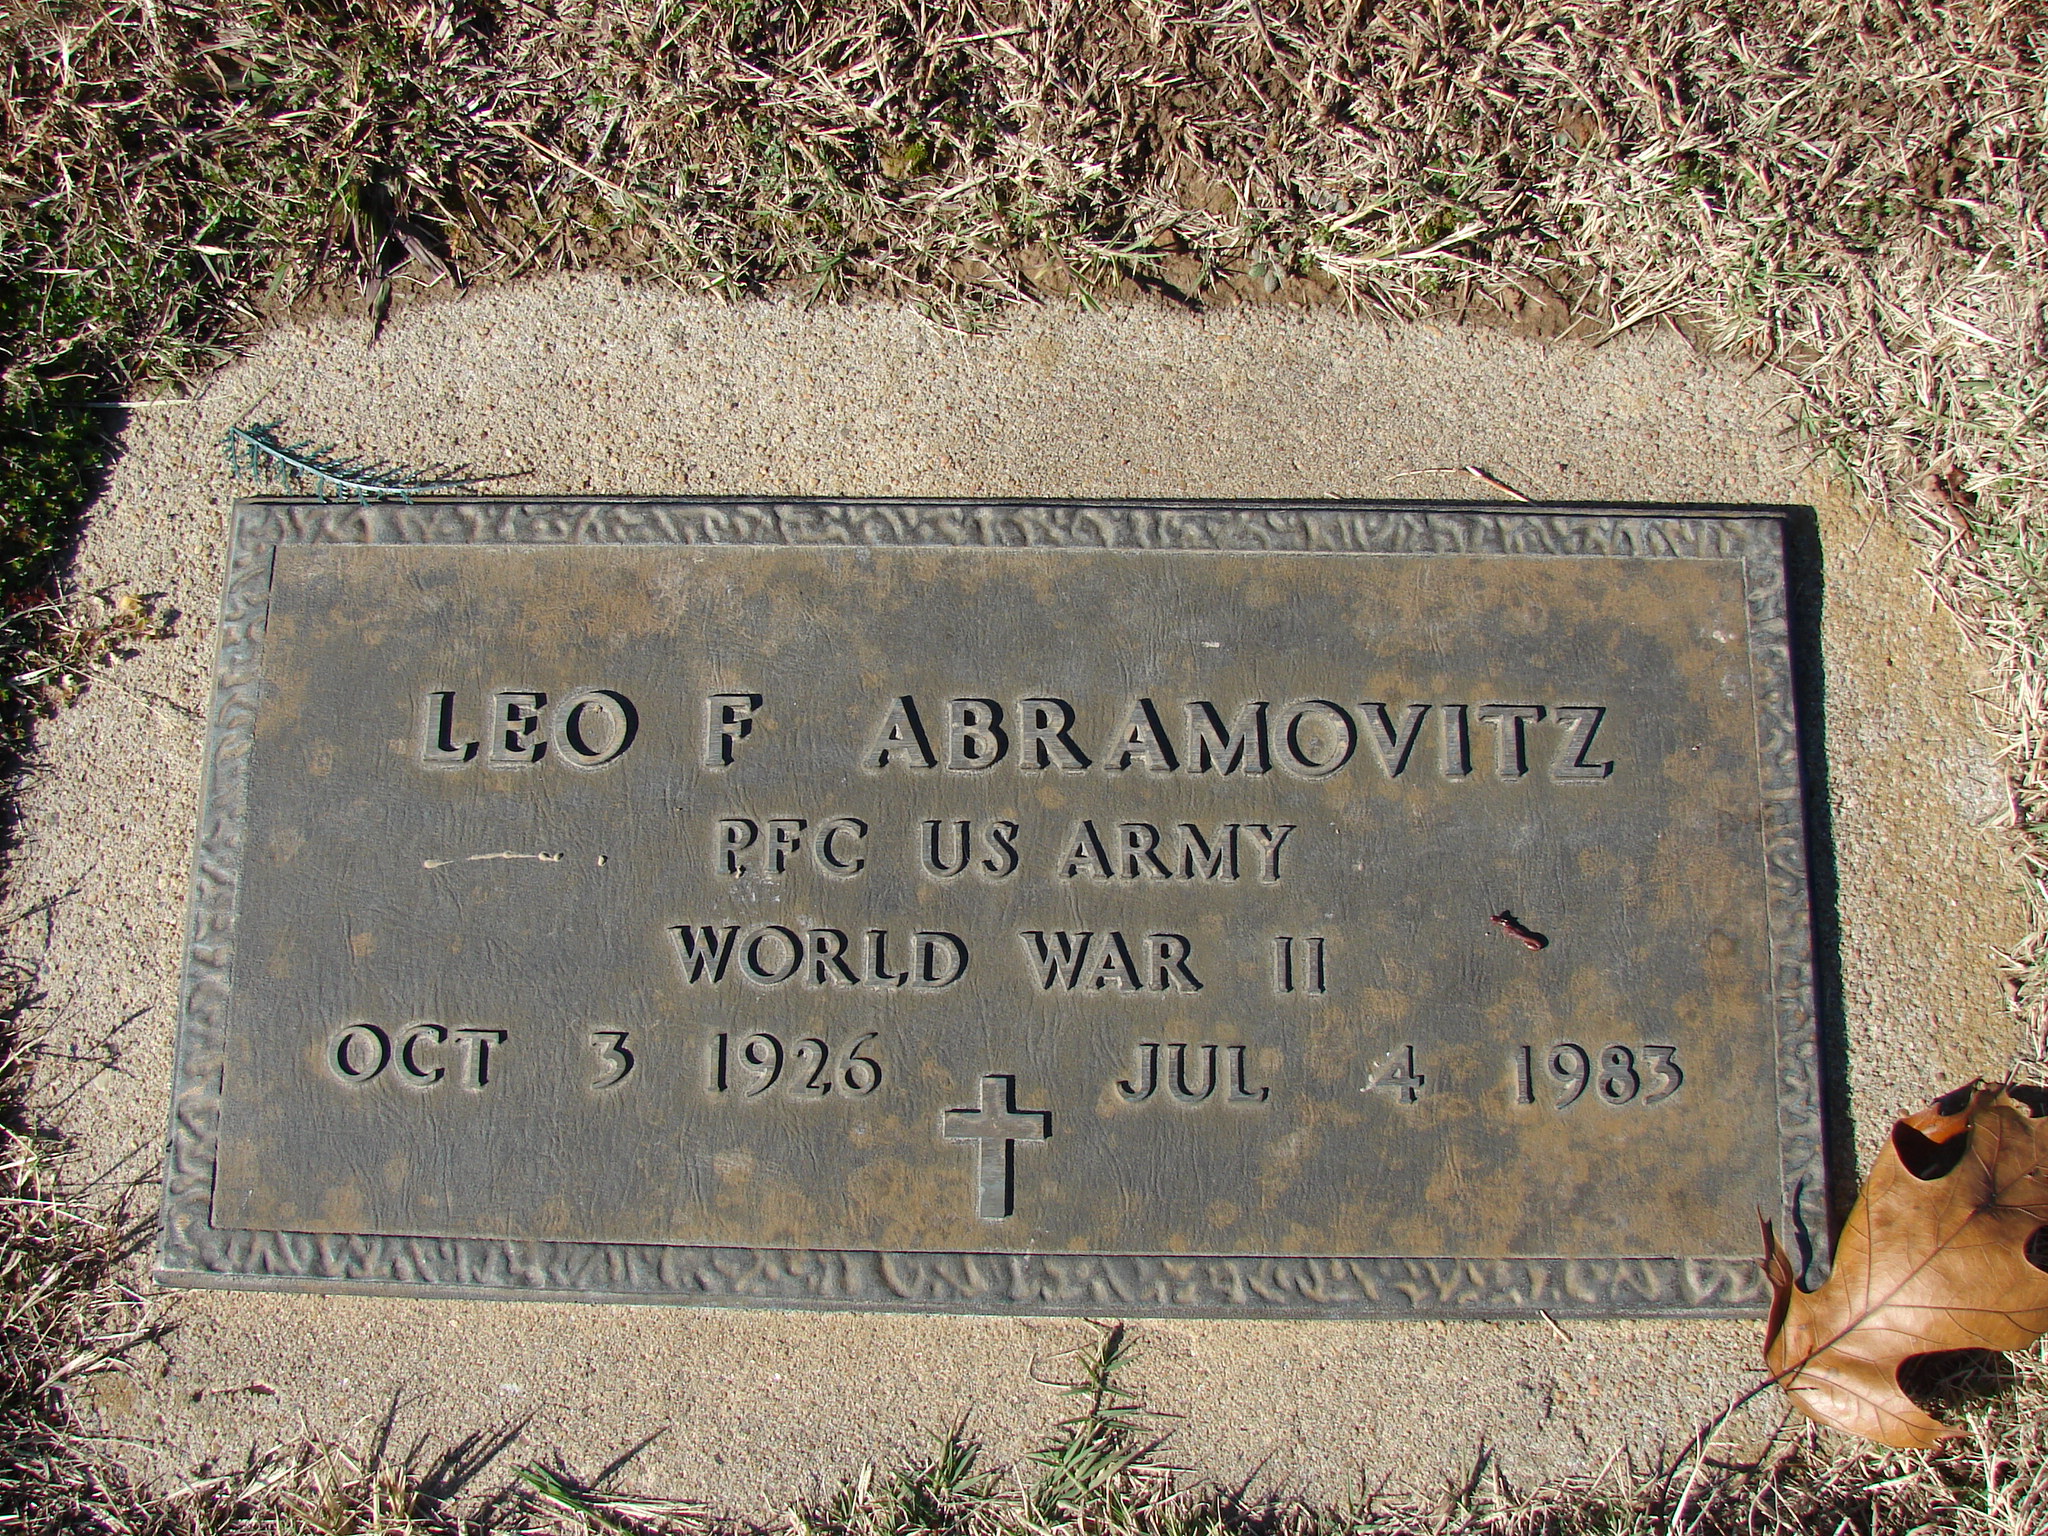 LEO F ABRAMOVITZ
PFC US ARMY
WORLD WAR II
OCT 3 1926 JUL 4 1983